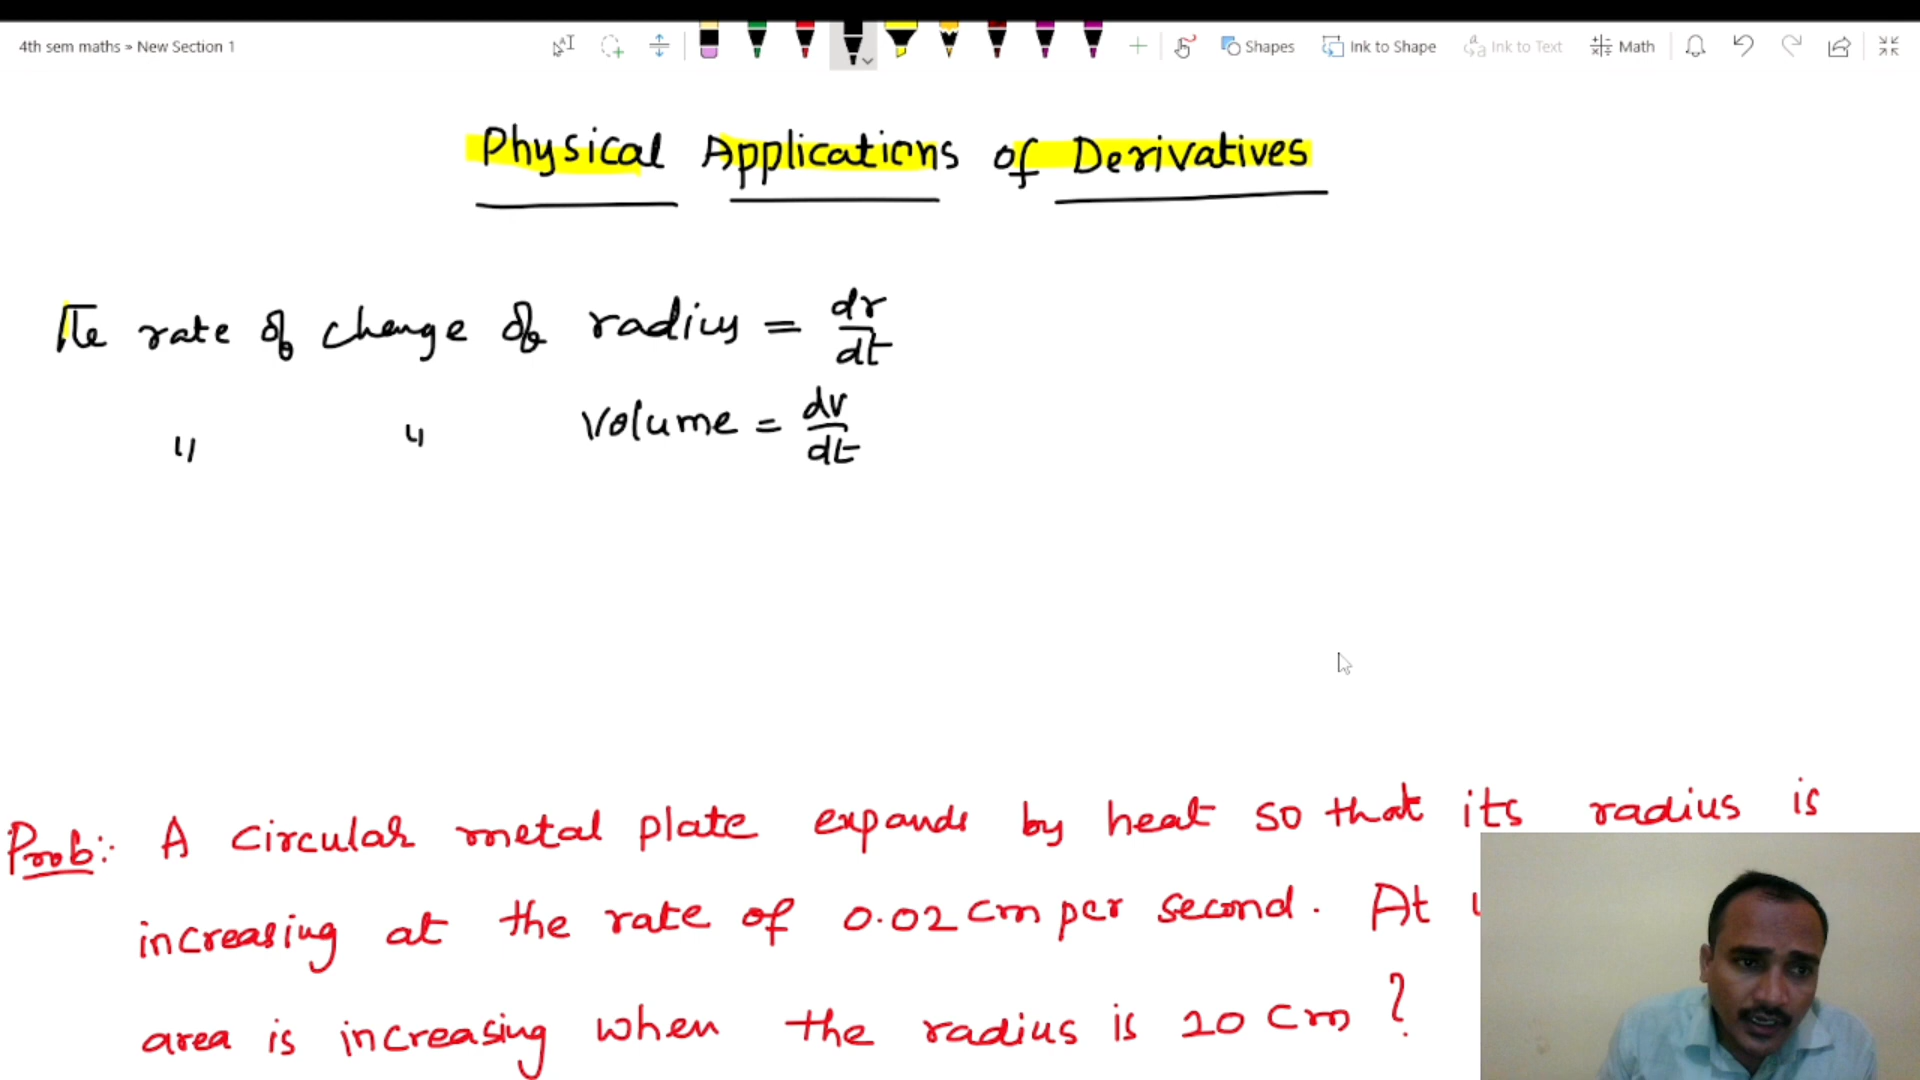 4th sem maths » New Section 1
Shapes Ink to Shape Ink to Text Math
Physical Applications of Derivatives
The rate of change of radius = dr/dt
" " Volume = dv/dt
Prob:- A circular metal plate expands by heat so that its radius is
increasing at the rate of 0.02 cm per second. At
area is increasing when the radius is 20 cm ?